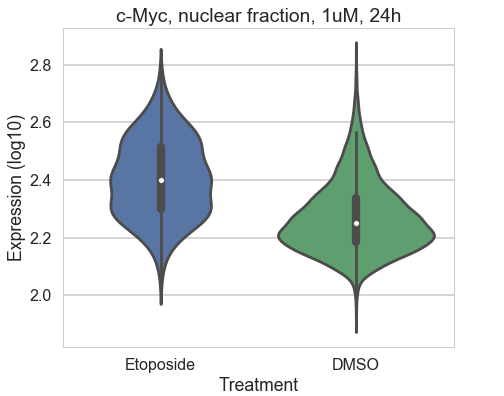 c-Myc, nuclear fraction, 1uM, 24h
Expression (log10)
2.8
2.6
2.4
2.2
2.0
Etoposide DMSO
Treatment